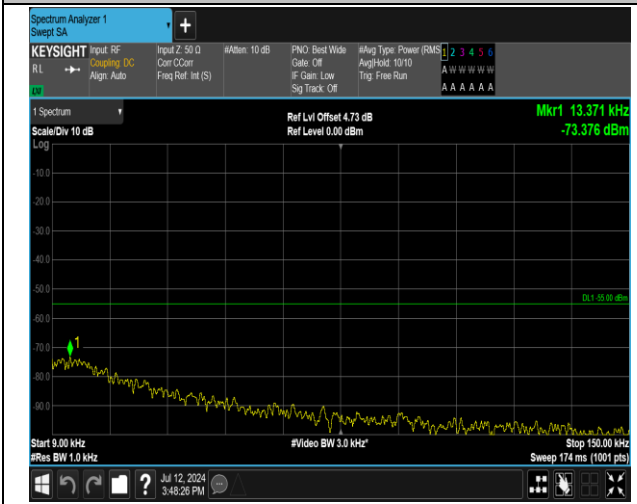 Spectrum Analyzer 1
Swept SA
+
KEYSIGHT Input: RF Input Z: 50 Ω #Atten: 10 dB PNO: Best Wide #Avg Type: Power (RMS 1 2 3 4 5 6
RL Coupling: DC Corr CCorr Gate: Off Avg|Hold: 10/10 A W W W W W
Align: Auto Freq Ref: Int (S) IF Gain: Low Trig: Free Run
Sig Track: Off A A A A A A
1 Spectrum Ref Lvl Offset 4.73 dB Mkr1 13.371 kHz
Scale/Div 10 dB Ref Level 0.00 dBm -73.376 dBm
Log
-10.0
-20.0
-30.0
-40.0
DL1 -55.00 dBm
-50.0
-60.0
-70.0
1
-80.0
-90.0
Start 9.00 kHz #Video BW 3.0 kHz* Stop 150.00 kHz
#Res BW 1.0 kHz Sweep 174 ms (1001 pts)
? Jul 12, 2024
3:48:26 PM